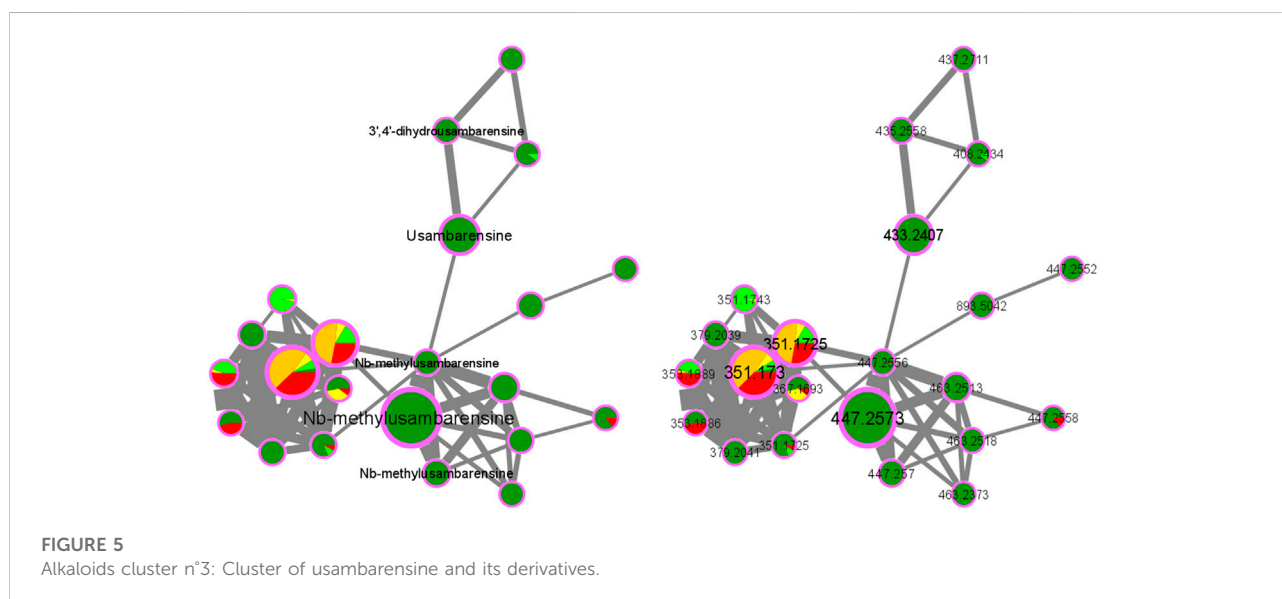 437.2711
3',4'-dihydrousambarensine
435.2558
408.2434
Usambarensine
433.2407
447.2552
893.5042
351.1743
379.2039
351.1725
Nb-methylusambarensine
447.2556
351.173
367.1693
463.2513
Nb-methylusambarensine
447.2573
447.2558
351.1725
463.2518
379.2041
Nb-methylusambarensine
447.257
463.2373
FIGURE 5
Alkaloids cluster n°3: Cluster of usambarensine and its derivatives.